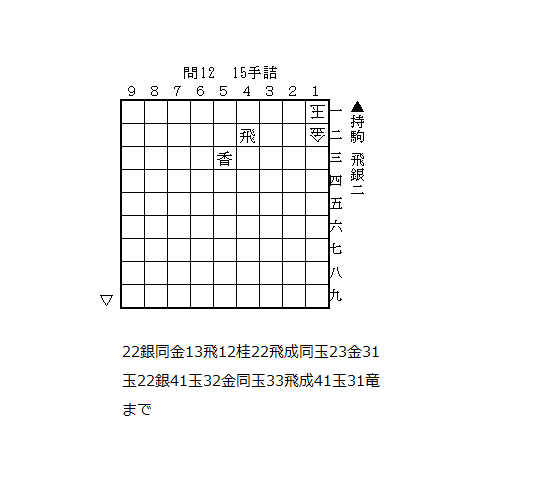 問12 15手詰
9 8 7 6 5 4 3 2 1
王 一
飛 金 二
香 三
四
五
六
七
八
九
▲持駒 飛銀二
▽
22銀同金13飛12桂22飛成同玉23金31
玉22銀41玉32金同玉33飛成41玉31竜
まで